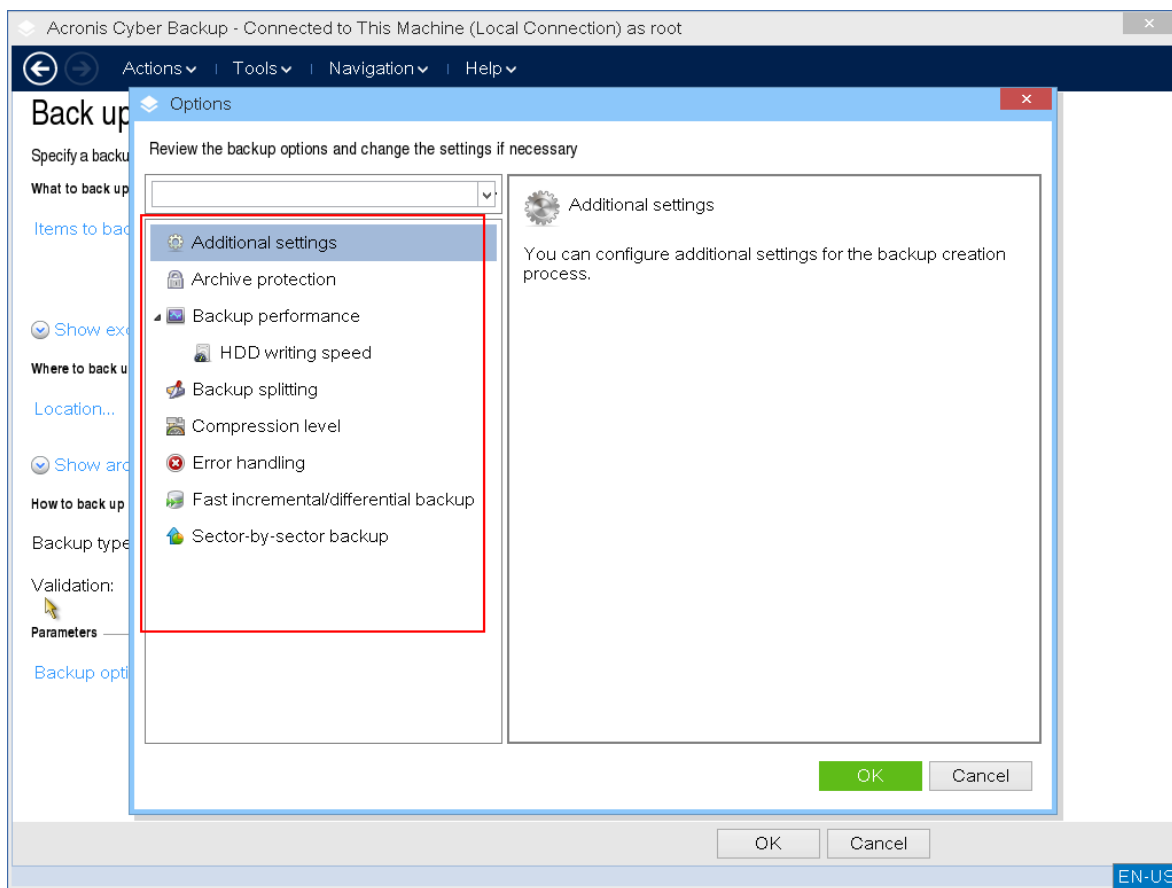 Acronis Cyber Backup - Connected to This Machine (Local Connection) as root
Actions Tools Navigation Help
Back up
Options
Review the backup options and change the settings if necessary
Specify a backu
What to back up
Items to bac
Show exc
Where to back u
Location...
Show arc
How to back up
Backup type
Validation:
Parameters
Backup opti
Additional settings
Archive protection
Backup performance
HDD writing speed
Backup splitting
Compression level
Error handling
Fast incremental/differential backup
Sector-by-sector backup
Additional settings
You can configure additional settings for the backup creation
process.
OK Cancel
OK Cancel
EN-US